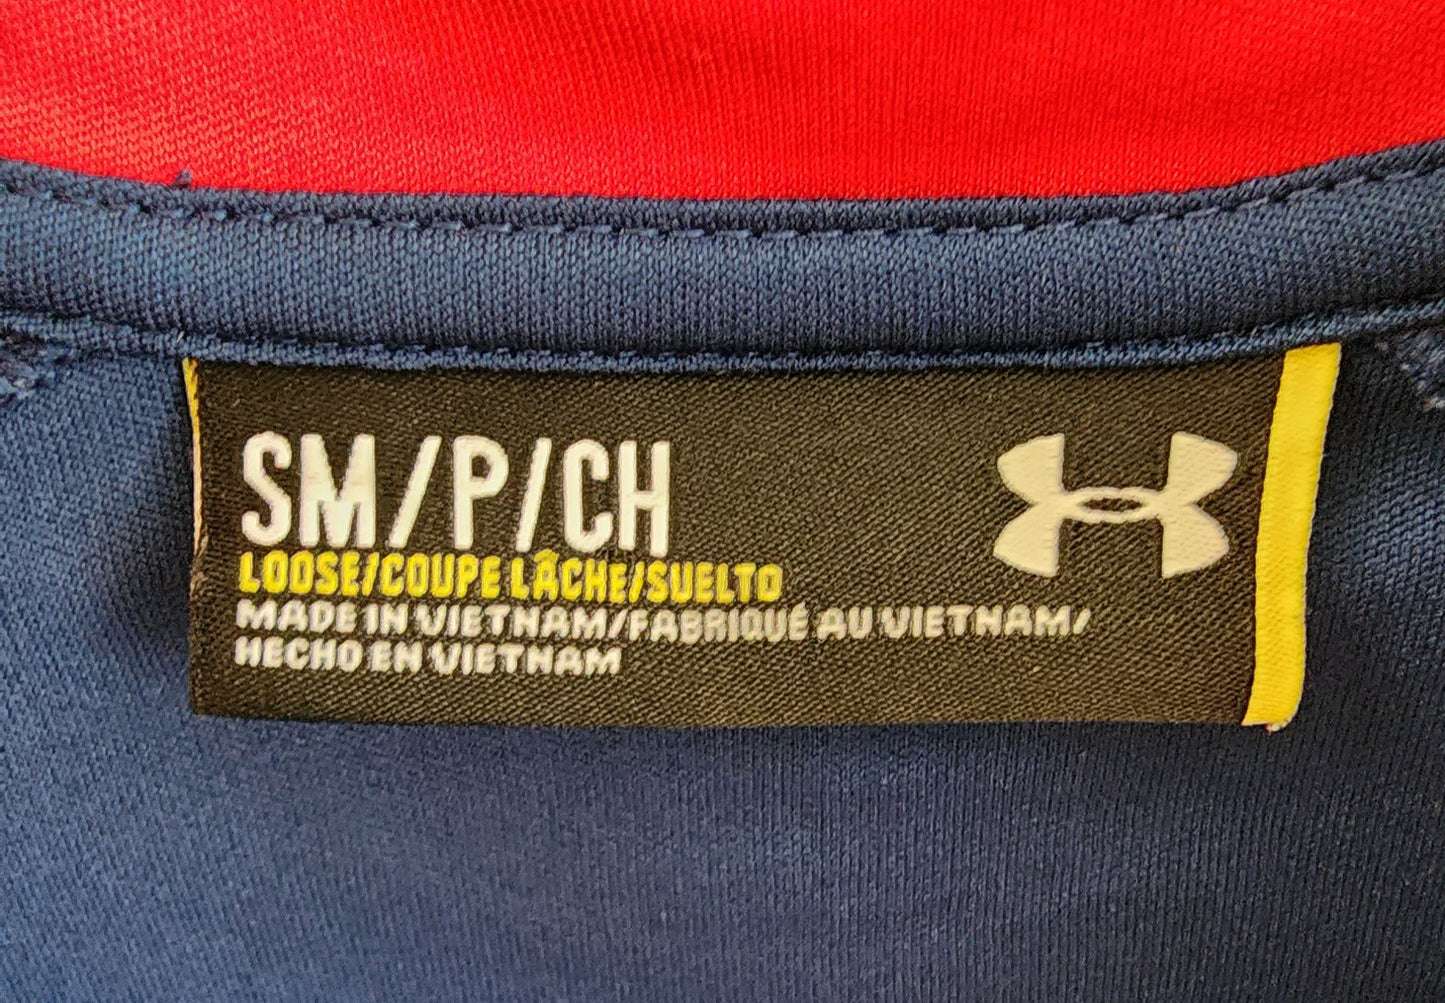 SM/P/CH
LOOSE/COUPE LÂCHE/SUELTO
MADE IN VIETNAM/FABRIQUÉ AU VIETNAM/
HECHO EN VIETNAM